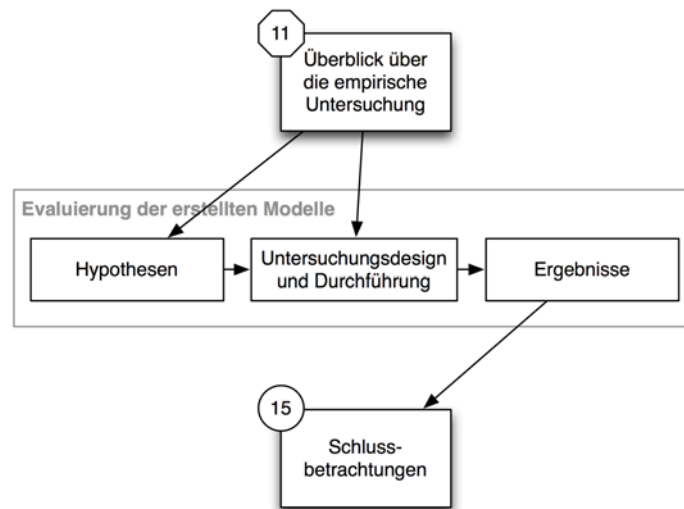 11
Überblick über
die empirische
Untersuchung
Evaluierung der erstellten Modelle
Hypothesen
Untersuchungsdesign
und Durchführung
Ergebnisse
15
Schluss-
betrachtungen